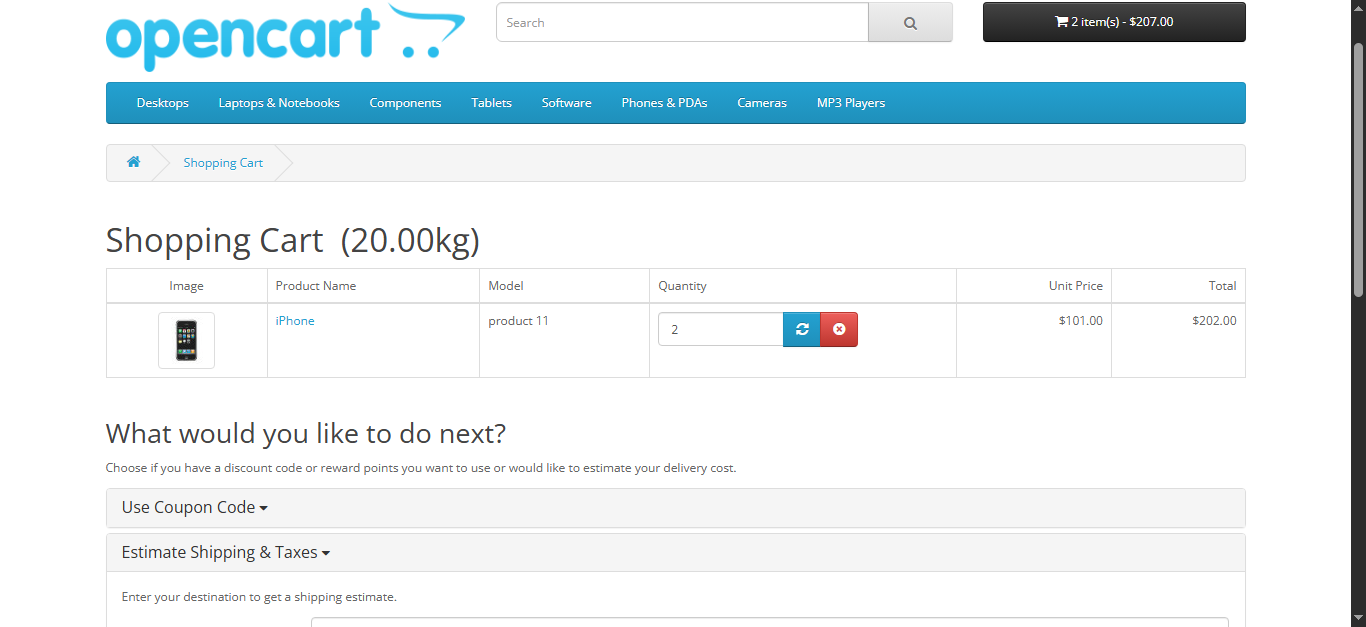 opencart
Search
2 item(s) - $207.00
Desktops Laptops & Notebooks Components Tablets Software Phones & PDAs Cameras MP3 Players
Shopping Cart
Shopping Cart (20.00kg)
Image Product Name Model Quantity Unit Price Total
iPhone product 11 2 $101.00 $202.00
What would you like to do next?
Choose if you have a discount code or reward points you want to use or would like to estimate your delivery cost.
Use Coupon Code
Estimate Shipping & Taxes
Enter your destination to get a shipping estimate.